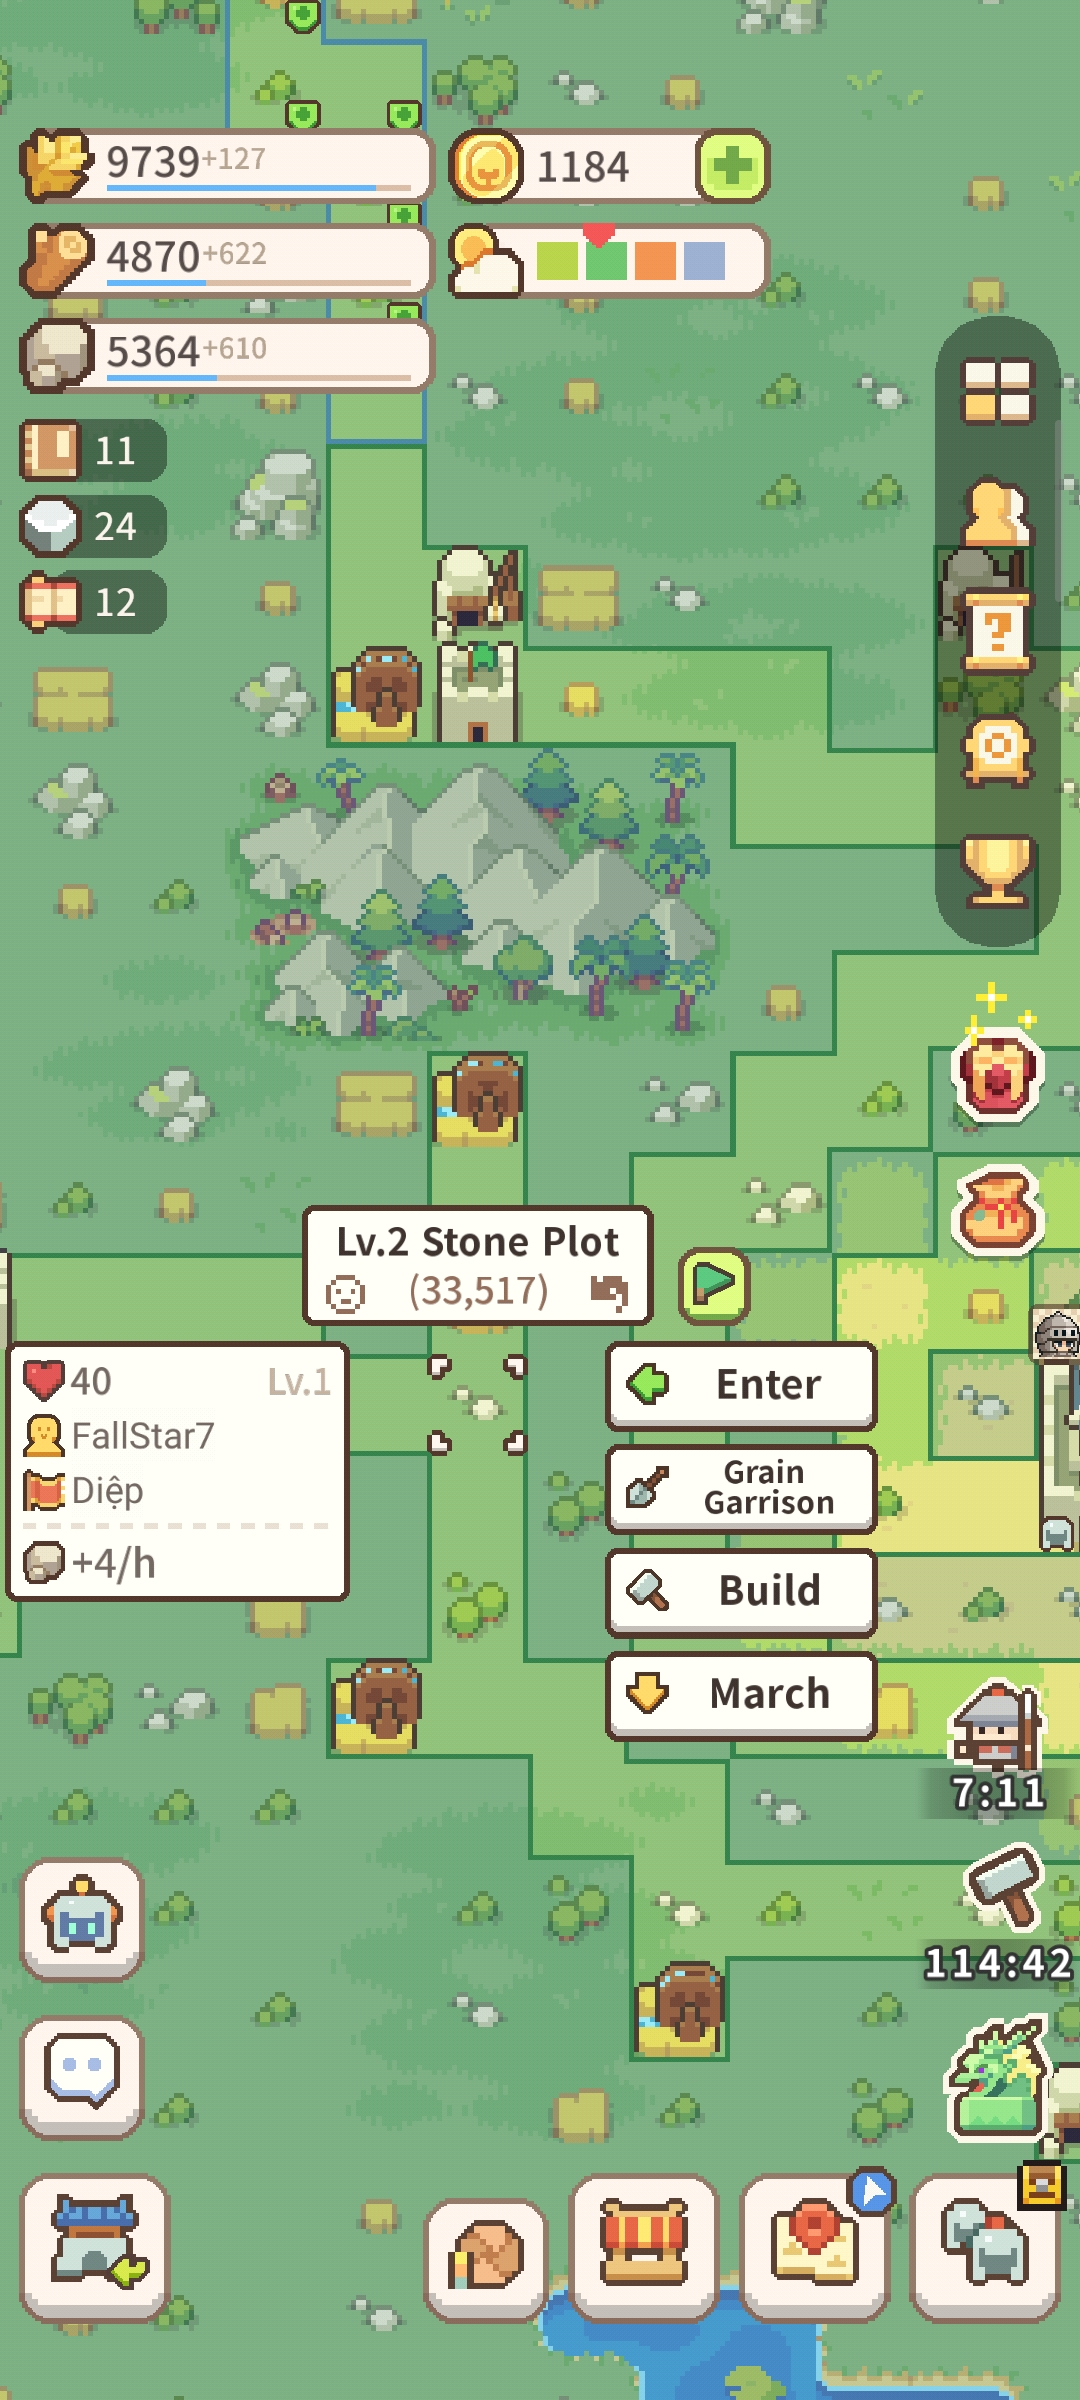 9739+127
1184
4870+622
5364+610
11
24
12
Lv.2 Stone Plot
(33,517)
40 Lv.1
FallStar7
Diệp
+4/h
Enter
Grain
Garrison
Build
March
7:11
114:42